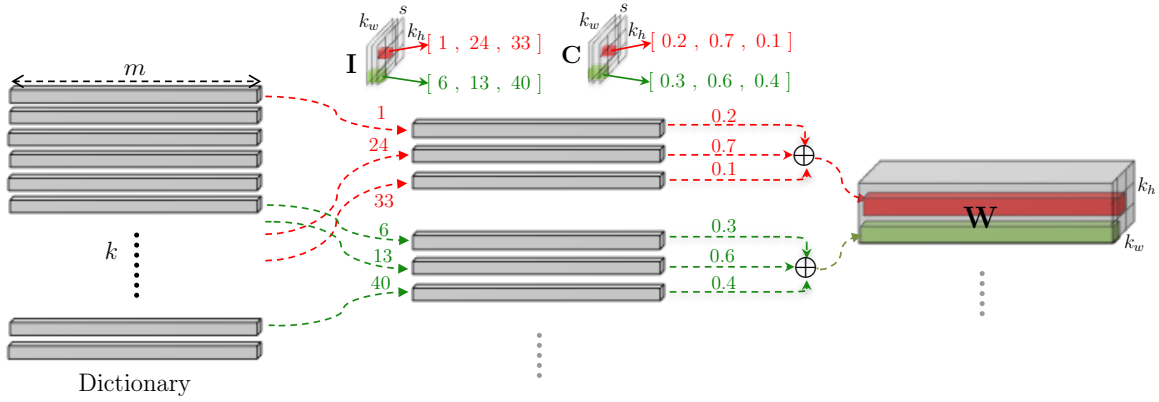 s
k_w
k_h
I
[ 1 , 24 , 33 ]
[ 6 , 13 , 40 ]
s
k_w
k_h
C
[ 0.2 , 0.7 , 0.1 ]
[ 0.3 , 0.6 , 0.4 ]
m
k
Dictionary
1
24
33
6
13
40
0.2
0.7
0.1
0.3
0.6
0.4
W
k_h
k_w